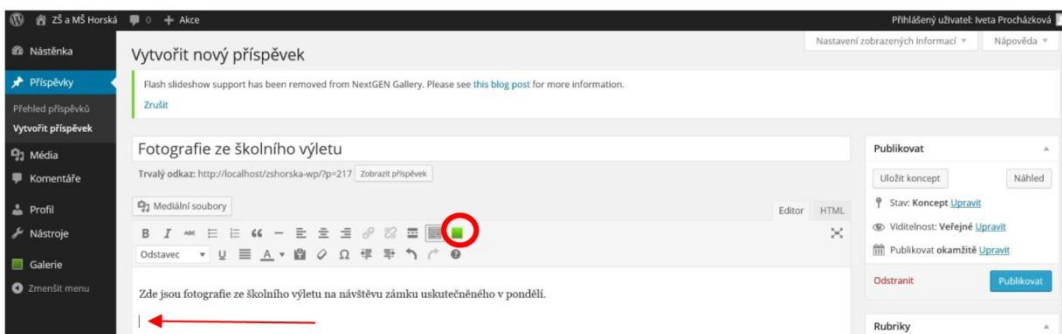 ZŠ a MŠ Horská 0 + Akce Přihlášený uživatel: Iveta Procházková
Nastavení zobrazených informací Nápověda
Nástěnka
Příspěvky
Přehled příspěvků
Vytvořit příspěvek
Média
Komentáře
Profil
Nástroje
Galerie
Zmenšit menu
Vytvořit nový příspěvek
Flash slideshow support has been removed from NextGEN Gallery. Please see this blog post for more information.
Zrušit
Fotografie ze školního výletu
Trvalý odkaz: http://localhost/zshorska-wp/?p=217 Zobrazit příspěvek
Mediální soubory
Editor HTML
B I ABC
Odstavec U A Ω
Zde jsou fotografie ze školního výletu na návštěvu zámku uskutečněného v pondělí.
Publikovat
Uložit koncept Náhled
Stav: Koncept Upravit
Viditelnost: Veřejné Upravit
Publikovat okamžitě Upravit
Odstranit Publikovat
Rubriky